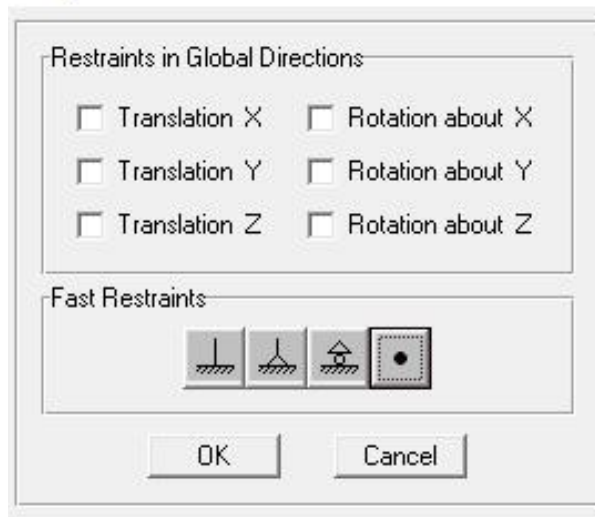 Restraints in Global Directions
Translation X Rotation about X
Translation Y Rotation about Y
Translation Z Rotation about Z
Fast Restraints
OK Cancel